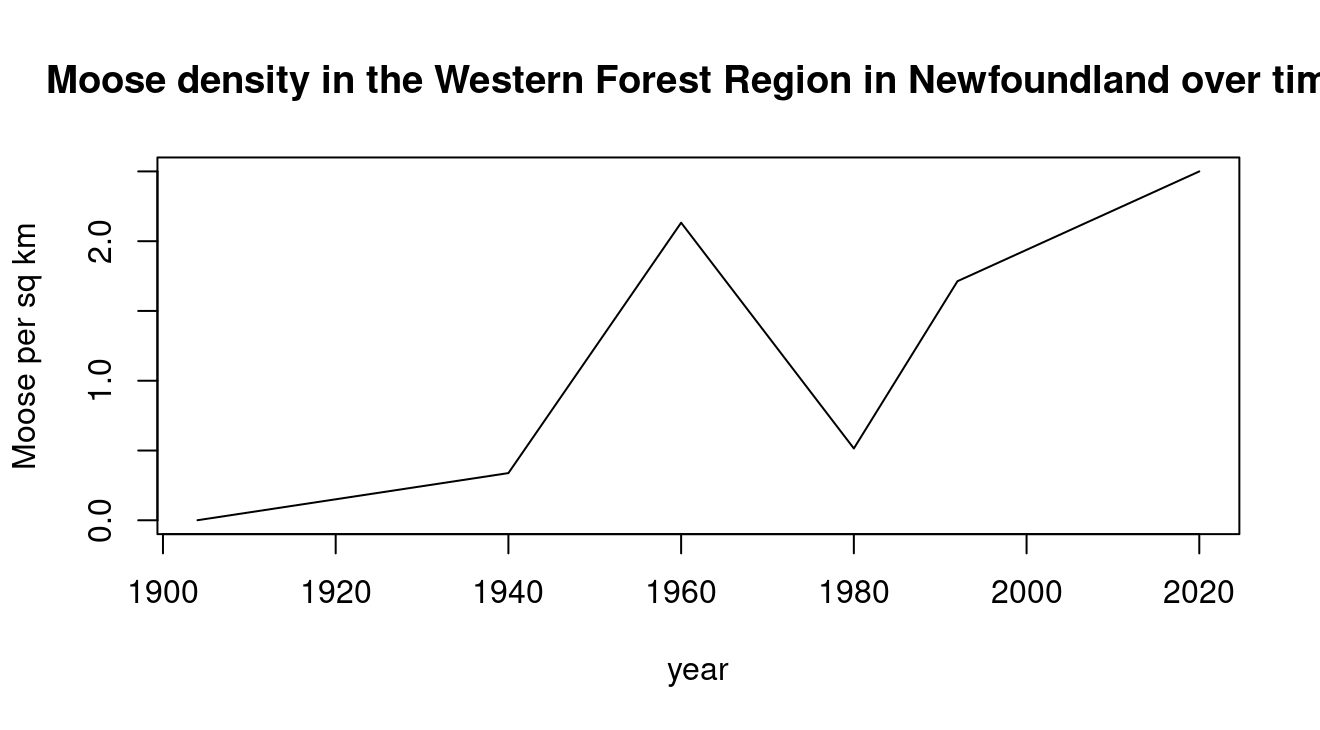 Moose density in the Western Forest Region in Newfoundland over tim
Moose per sq km
2.0
1.0
0.0
1900 1920 1940 1960 1980 2000 2020
year